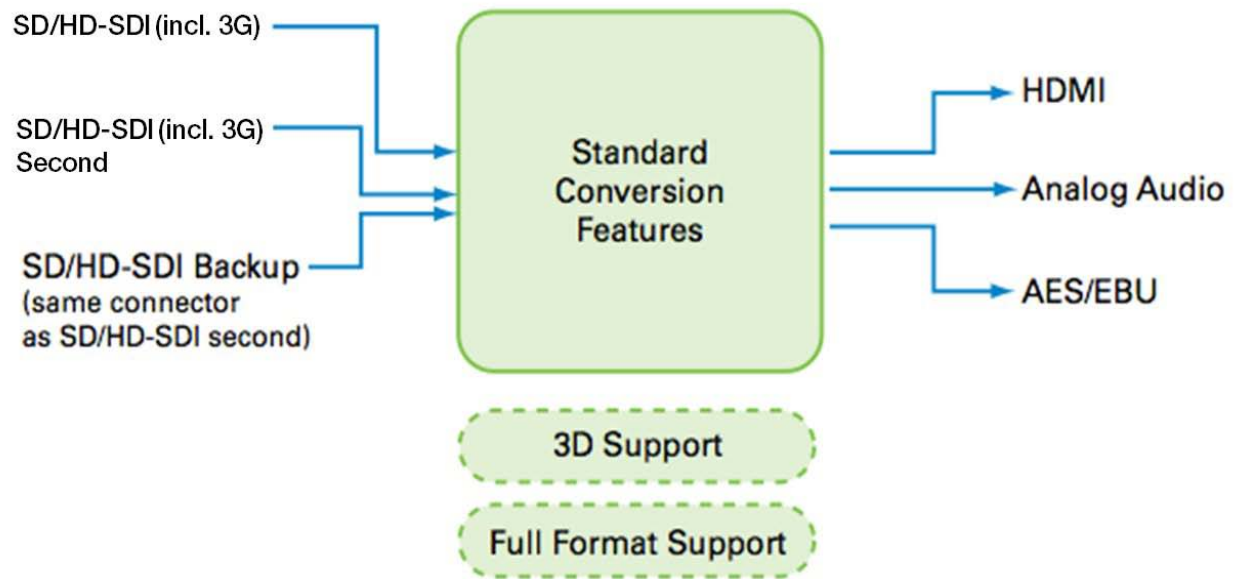 SD/HD-SDI (incl. 3G)
SD/HD-SDI (incl. 3G)
Second
SD/HD-SDI Backup
(same connector
as SD/HD-SDI second)
Standard
Conversion
Features
HDMI
Analog Audio
AES/EBU
3D Support
Full Format Support